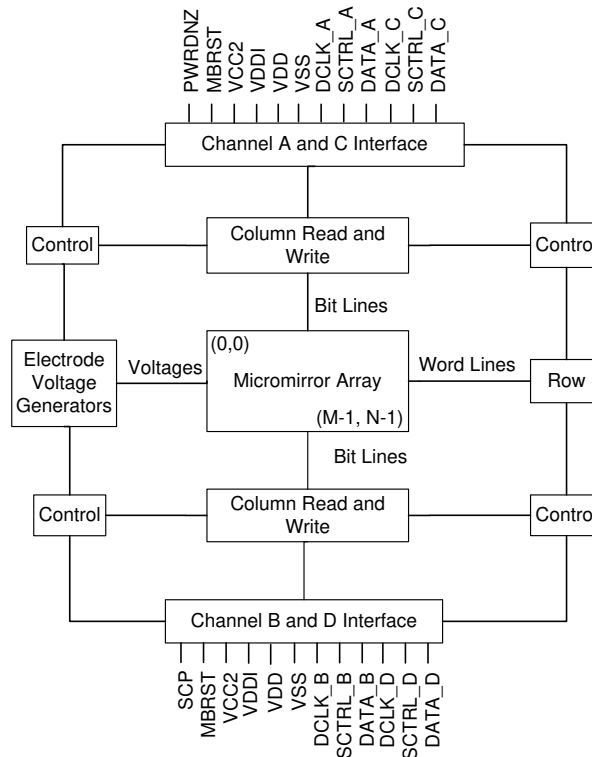 PWRDNZ
MBRST
VCC2
VDDI
VDD
VSS
DCLK_A
SCTRL_A
DATA_A
DCLK_C
SCTRL_C
DATA_C
Channel A and C Interface
Control
Column Read and
Write
Control
Bit Lines
(0,0)
Electrode
Voltage
Generators
Voltages
Micromirror Array
Word Lines
Row
(M-1, N-1)
Bit Lines
Control
Column Read and
Write
Control
Channel B and D Interface
SCP
MBRST
VCC2
VDDI
VDD
VSS
DCLK_B
SCTRL_B
DATA_B
DCLK_D
SCTRL_D
DATA_D